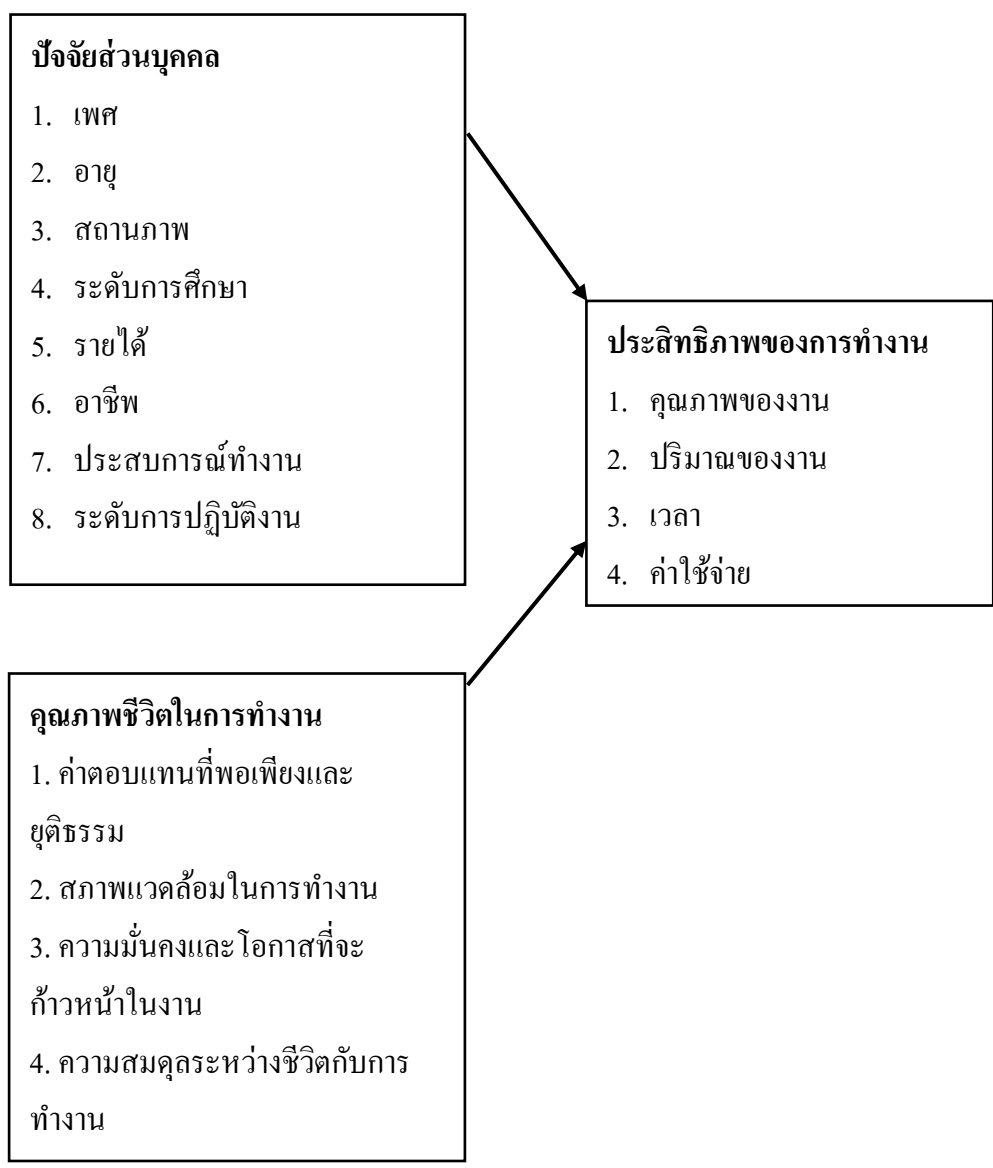 ปัจจัยส่วนบุคคล
1. เพศ
2. อายุ
3. สถานภาพ
4. ระดับการศึกษา
5. รายได้
6. อาชีพ
7. ประสบการณ์ทำงาน
8. ระดับการปฏิบัติงาน
ประสิทธิภาพของการทำงาน
1. คุณภาพของงาน
2. ปริมาณของงาน
3. เวลา
4. ค่าใช้จ่าย
คุณภาพชีวิตในการทำงาน
1. ค่าตอบแทนที่พอเพียงและ
ยุติธรรม
2. สภาพแวดล้อมในการทำงาน
3. ความมั่นคงและโอกาสที่จะ
ก้าวหน้าในงาน
4. ความสมดุลระหว่างชีวิตกับการ
ทำงาน